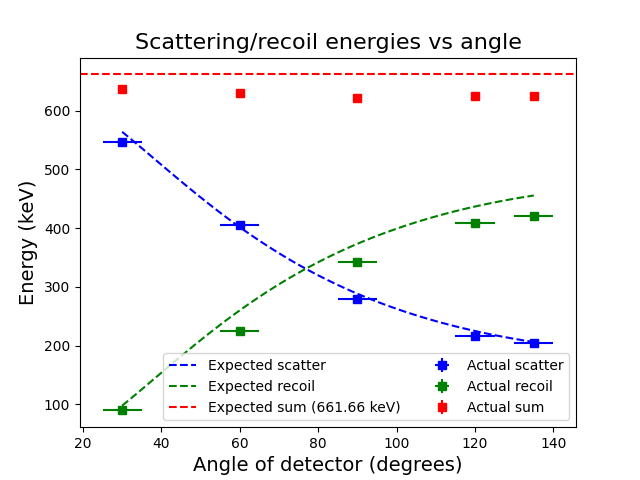 Scattering/recoil energies vs angle
Energy (keV)
600
500
400
300
200
100
Expected scatter
Expected recoil
Expected sum (661.66 keV)
Actual scatter
Actual recoil
Actual sum
20 40 60 80 100 120 140
Angle of detector (degrees)